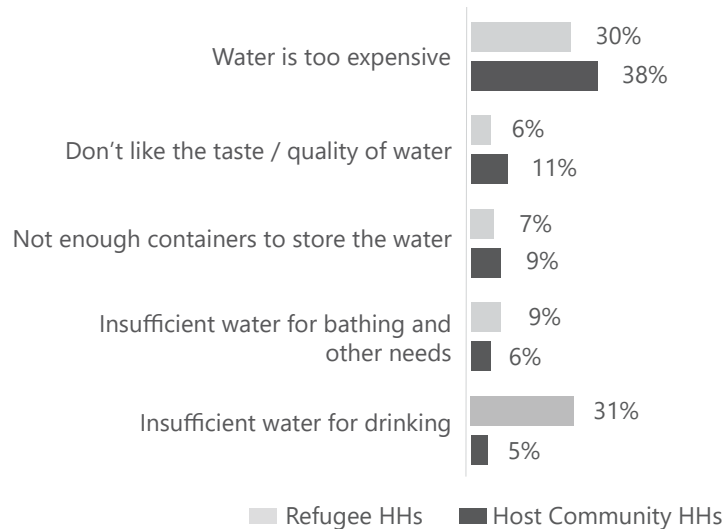 Water is too expensive
30%
38%
Don't like the taste / quality of water
6%
11%
Not enough containers to store the water
7%
9%
Insufficient water for bathing and
other needs
9%
6%
Insufficient water for drinking
31%
5%
Refugee HHs Host Community HHs